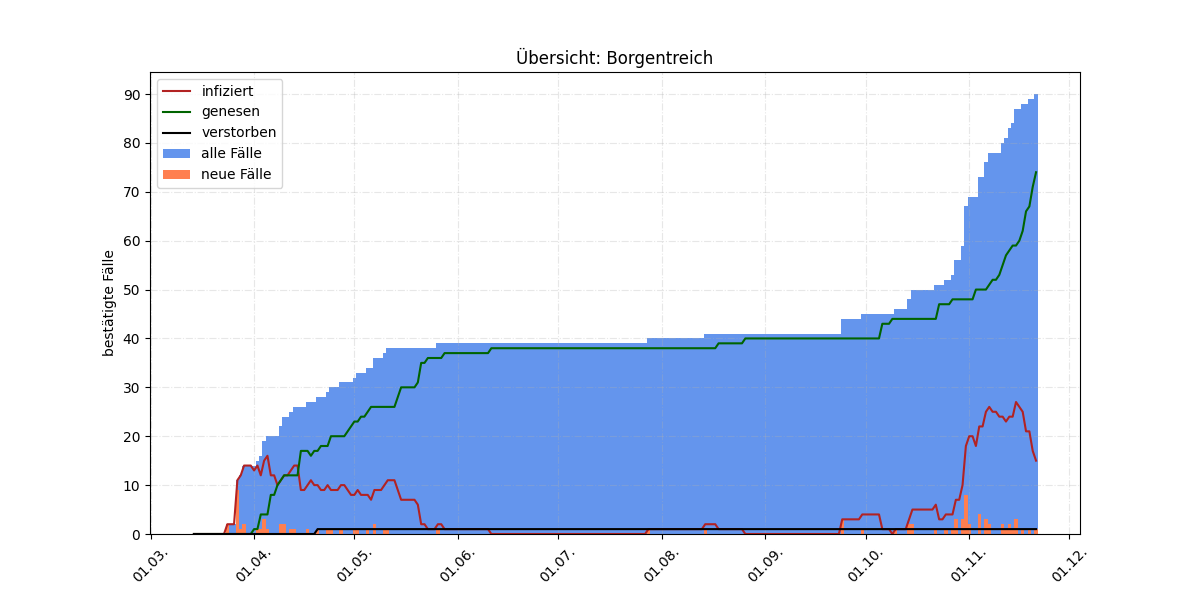 Übersicht: Borgentreich
infiziert
genesen
verstorben
alle Fälle
neue Fälle
bestätigte Fälle
90
80
70
60
50
40
30
20
10
0
01.03.
01.04.
01.05.
01.06.
01.07.
01.08.
01.09.
01.10.
01.11.
01.12.